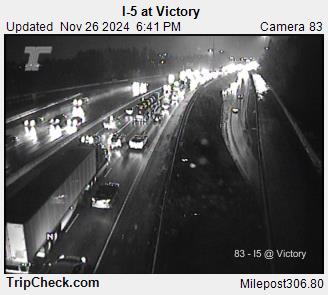 I-5 at Victory
Updated Nov 26 2024 6:41 PM Camera 83
T
83 - I5 @ Victory
TripCheck.com Milepost306.80